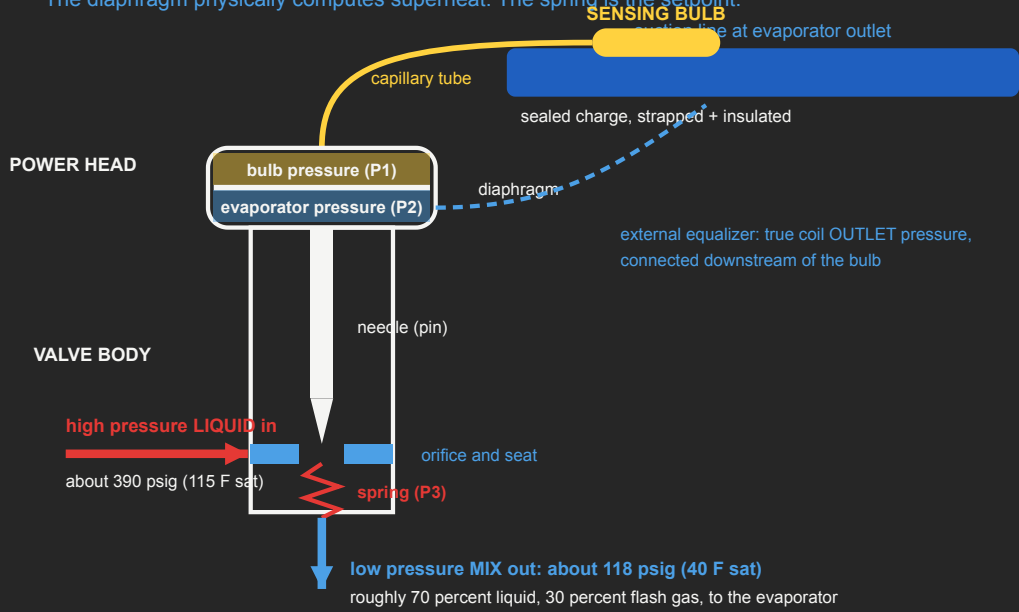 The diaphragm physically computes superheat. The spring is the setpoint.
SENSING BULB
suction line at evaporator outlet
capillary tube
sealed charge, strapped + insulated
POWER HEAD
bulb pressure (P1)
diaphragm
evaporator pressure (P2)
external equalizer: true coil OUTLET pressure,
connected downstream of the bulb
needle (pin)
VALVE BODY
high pressure LIQUID in
orifice and seat
about 390 psig (115 F sat)
spring (P3)
low pressure MIX out: about 118 psig (40 F sat)
roughly 70 percent liquid, 30 percent flash gas, to the evaporator